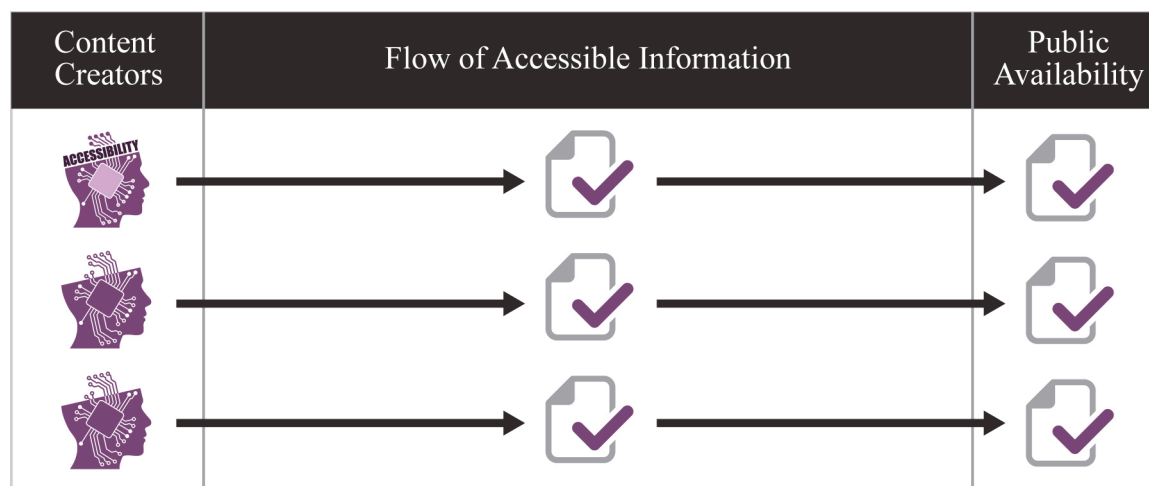 Content
Creators
Flow of Accessible Information
Public
Availability
ACCESSIBILITY